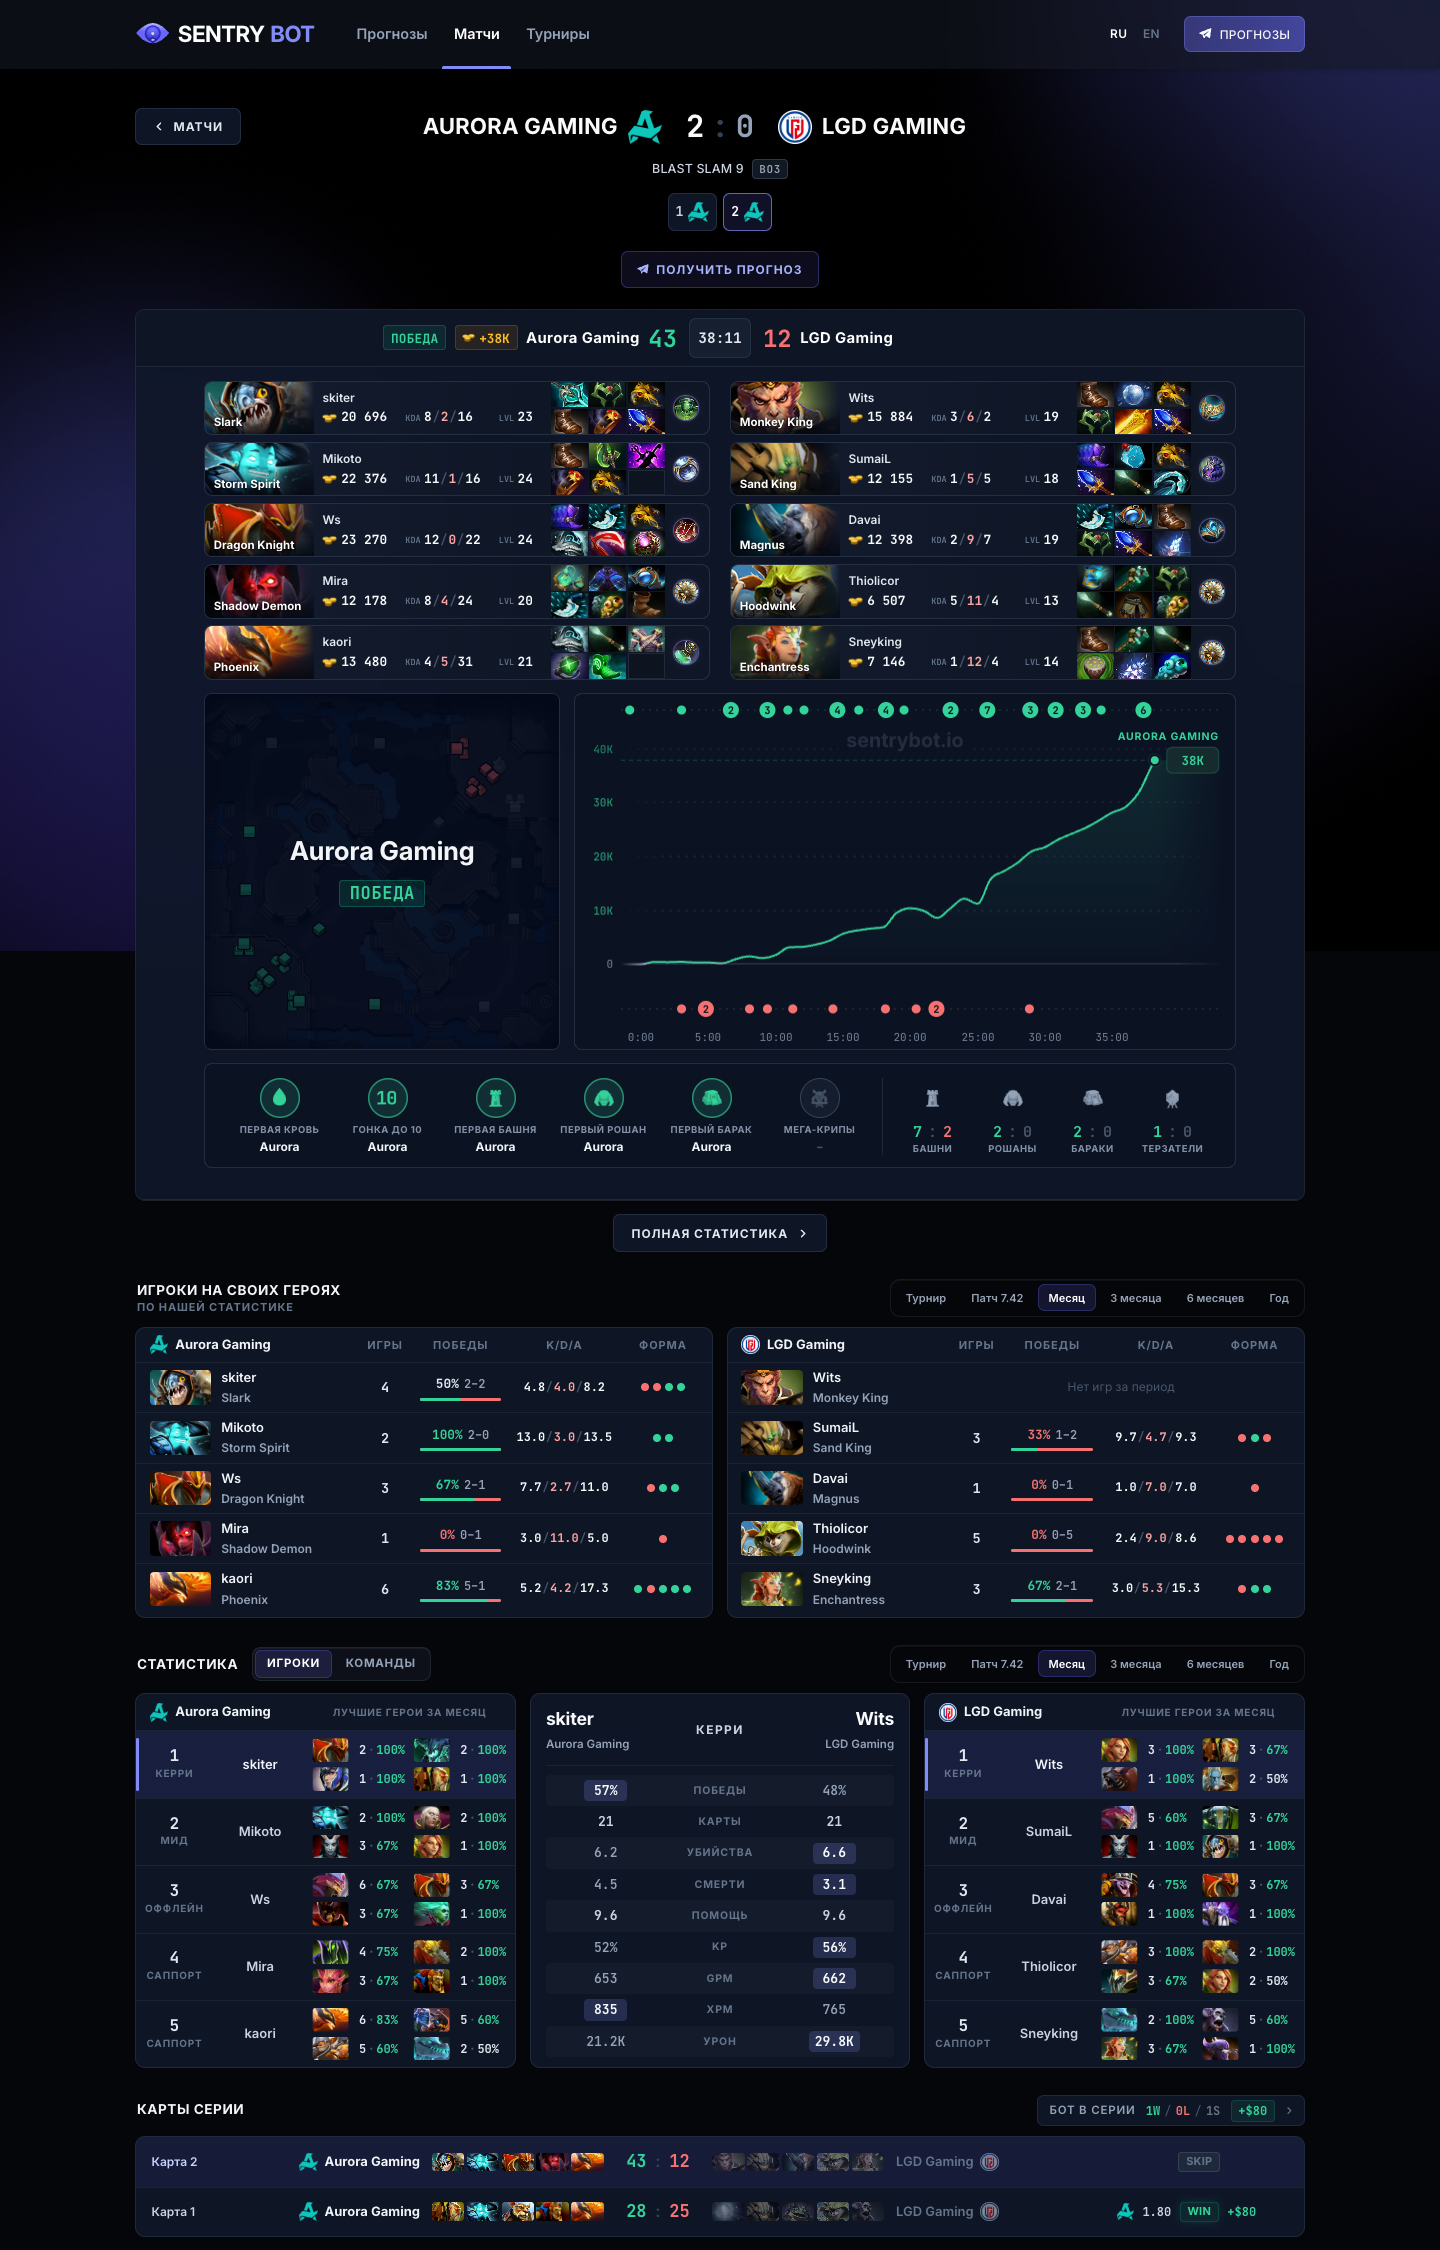 SENTRY BOT Прогнозы Матчи Турниры RU EN ПРОГНОЗЫ
МАТЧИ AURORA GAMING 2 : 0 LGD GAMING
BLAST SLAM 9 BO3
1 2
ПОЛУЧИТЬ ПРОГНОЗ
ПОБЕДА +38K Aurora Gaming 43 38:11 12 LGD Gaming
Slark skiter 20 696 KDA 8/2/16 LVL 23
Monkey King Wits 15 884 KDA 3/6/2 LVL 19
Storm Spirit Mikoto 22 376 KDA 11/1/16 LVL 24
Sand King SumaiL 12 155 KDA 1/5/5 LVL 18
Dragon Knight Ws 23 270 KDA 12/0/22 LVL 24
Magnus Davai 12 398 KDA 2/9/7 LVL 19
Shadow Demon Mira 12 178 KDA 8/4/24 LVL 20
Hoodwink Thiolicor 6 507 KDA 5/11/4 LVL 13
Phoenix kaori 13 480 KDA 4/5/31 LVL 21
Enchantress Sneyking 7 146 KDA 1/12/4 LVL 14
Aurora Gaming
ПОБЕДА
2 3 4 4 2 7 3 2 3 6
sentrybot.io
AURORA GAMING
38K
40K
30K
20K
10K
0
2 2
0:00 5:00 10:00 15:00 20:00 25:00 30:00 35:00
ПЕРВАЯ КРОВЬ Aurora
10 ГОНКА ДО 10 Aurora
ПЕРВАЯ БАШНЯ Aurora
ПЕРВЫЙ РОШАН Aurora
ПЕРВЫЙ БАРАК Aurora
МЕГА-КРИПЫ –
7 : 2 БАШНИ
2 : 0 РОШАНЫ
2 : 0 БАРАКИ
1 : 0 ТЕРЗАТЕЛИ
ПОЛНАЯ СТАТИСТИКА
ИГРОКИ НА СВОИХ ГЕРОЯХ
ПО НАШЕЙ СТАТИСТИКЕ
Турнир Патч 7.42 Месяц 3 месяца 6 месяцев Год
Aurora Gaming ИГРЫ ПОБЕДЫ K/D/A ФОРМА
skiter Slark 4 50% 2–2 4.8/4.0/8.2
Mikoto Storm Spirit 2 100% 2–0 13.0/3.0/13.5
Ws Dragon Knight 3 67% 2–1 7.7/2.7/11.0
Mira Shadow Demon 1 0% 0–1 3.0/11.0/5.0
kaori Phoenix 6 83% 5–1 5.2/4.2/17.3
LGD Gaming ИГРЫ ПОБЕДЫ K/D/A ФОРМА
Wits Monkey King Нет игр за период
SumaiL Sand King 3 33% 1–2 9.7/4.7/9.3
Davai Magnus 1 0% 0–1 1.0/7.0/7.0
Thiolicor Hoodwink 5 0% 0–5 2.4/9.0/8.6
Sneyking Enchantress 3 67% 2–1 3.0/5.3/15.3
СТАТИСТИКА ИГРОКИ КОМАНДЫ
Турнир Патч 7.42 Месяц 3 месяца 6 месяцев Год
Aurora Gaming ЛУЧШИЕ ГЕРОИ ЗА МЕСЯЦ
1 КЕРРИ skiter 2·100% 2·100%
1·100% 1·100%
2 МИД Mikoto 2·100% 2·100%
3·67% 1·100%
3 ОФФЛЕЙН Ws 6·67% 3·67%
3·67% 1·100%
4 САППОРТ Mira 4·75% 2·100%
3·67% 1·100%
5 САППОРТ kaori 6·83% 5·60%
5·60% 2·50%
skiter КЕРРИ Wits
Aurora Gaming LGD Gaming
57% ПОБЕДЫ 48%
21 КАРТЫ 21
6.2 УБИЙСТВА 6.6
4.5 СМЕРТИ 3.1
9.6 ПОМОЩЬ 9.6
52% KP 56%
653 GPM 662
835 XPM 765
21.2K УРОН 29.8K
LGD Gaming ЛУЧШИЕ ГЕРОИ ЗА МЕСЯЦ
1 КЕРРИ Wits 3·100% 3·67%
1·100% 2·50%
2 МИД SumaiL 5·60% 3·67%
1·100% 1·100%
3 ОФФЛЕЙН Davai 4·75% 3·67%
1·100% 1·100%
4 САППОРТ Thiolicor 3·100% 2·100%
3·67% 2·50%
5 САППОРТ Sneyking 2·100% 5·60%
3·67% 1·100%
КАРТЫ СЕРИИ БОТ В СЕРИИ 1W / 0L / 1S +$80
Карта 2 Aurora Gaming 43 : 12 LGD Gaming SKIP
Карта 1 Aurora Gaming 28 : 25 LGD Gaming 1.80 WIN +$80